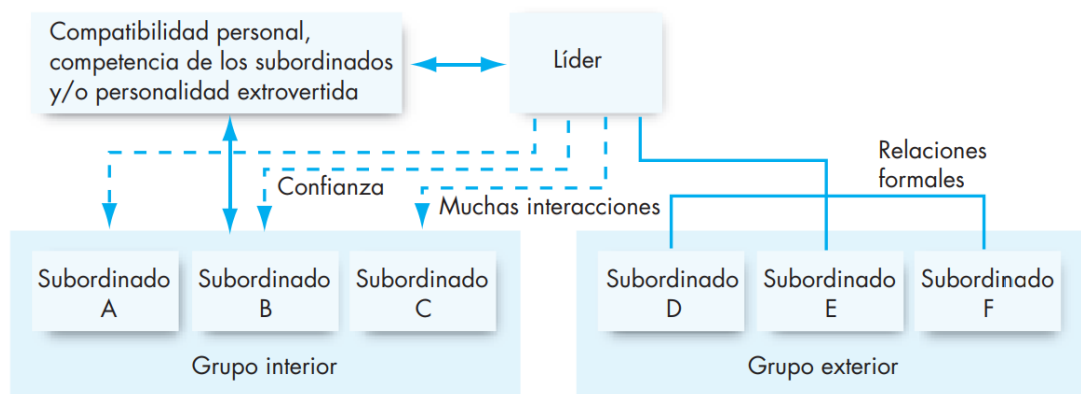 Compatibilidad personal,
competencia de los subordinados
y/o personalidad extrovertida
Líder
Relaciones
formales
Confianza
Muchas interacciones
Subordinado
A
Subordinado
B
Subordinado
C
Subordinado
D
Subordinado
E
Subordinado
F
Grupo interior
Grupo exterior